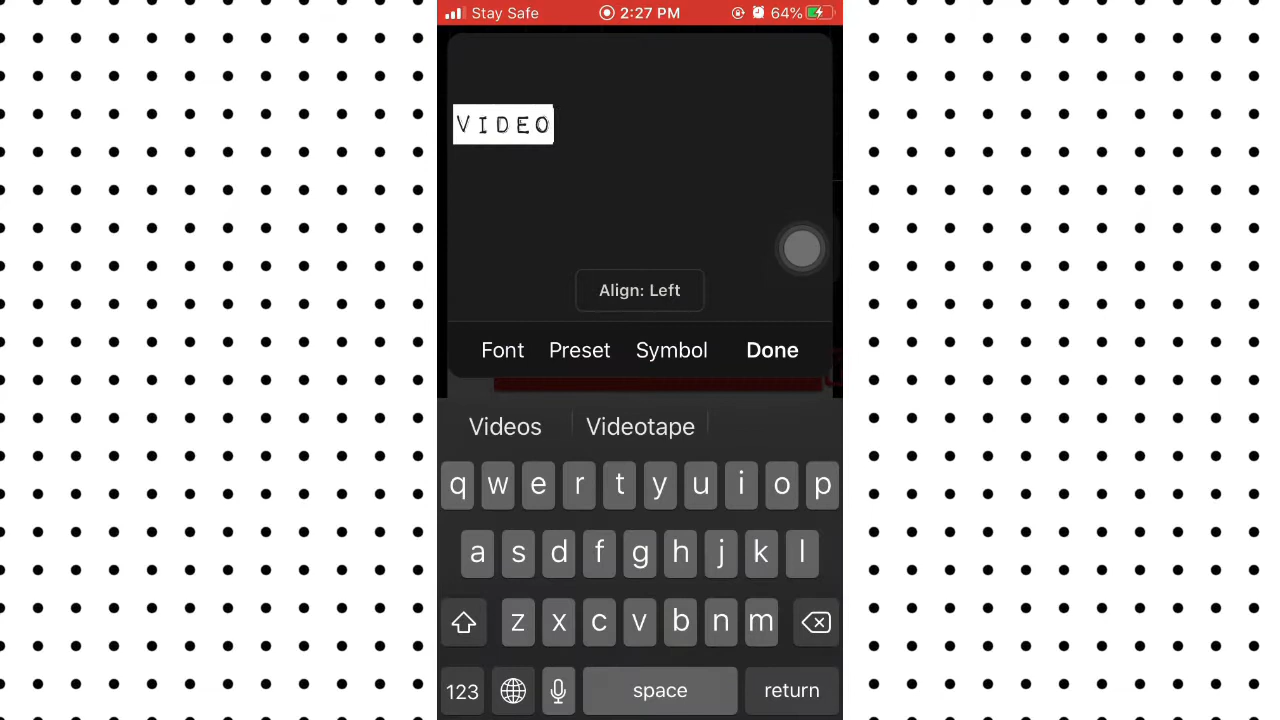 Stay Safe 2:27 PM 64%
VIDEO
Align: Left
Font Preset Symbol Done
Videos Videotape
q w e r t y u i o p
a s d f g h j k l
z x c v b n m
123 space return